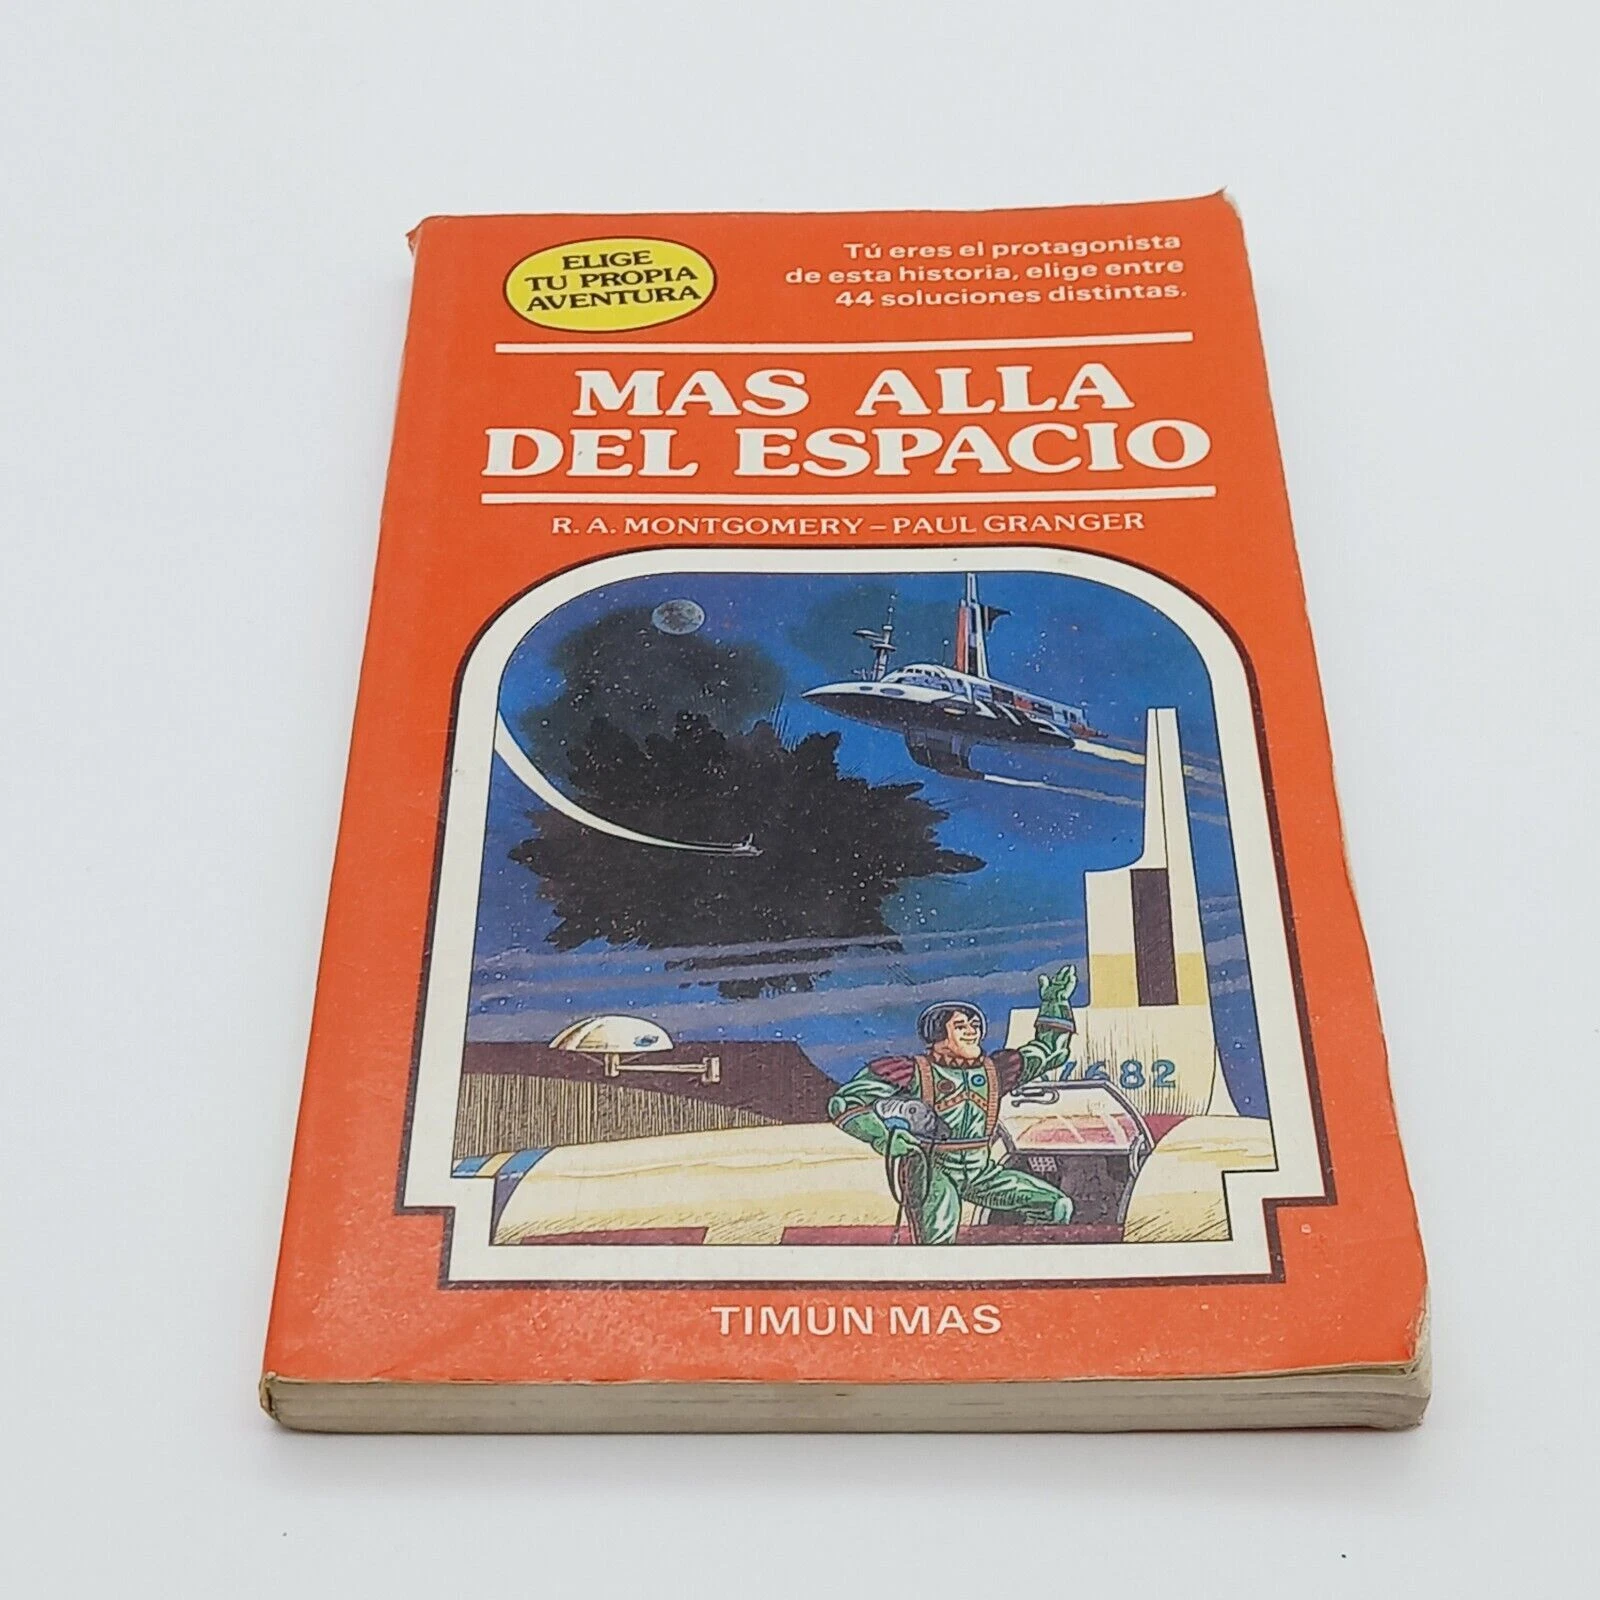 ELIGE
TU PROPIA
AVENTURA
Tú eres el protagonista
de esta historia, elige entre
44 soluciones distintas.
MAS ALLA
DEL ESPACIO
R. A. MONTGOMERY – PAUL GRANGER
682
TIMUN MAS